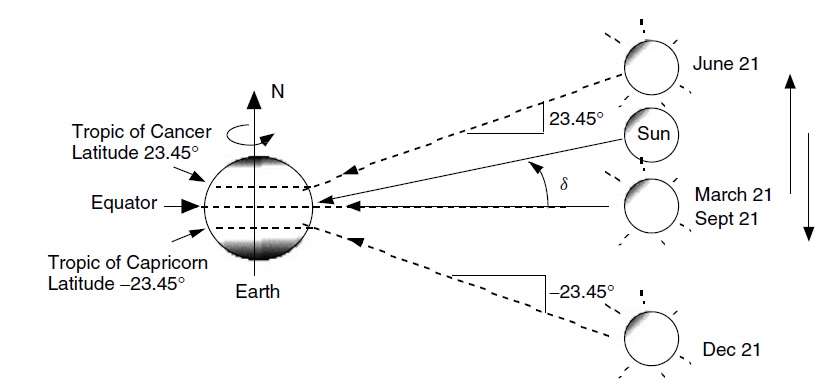 June 21
N
23.45°
Tropic of Cancer
Latitude 23.45°
Sun
δ
Equator
March 21
Sept 21
Tropic of Capricorn
Latitude –23.45°
Earth
–23.45°
Dec 21